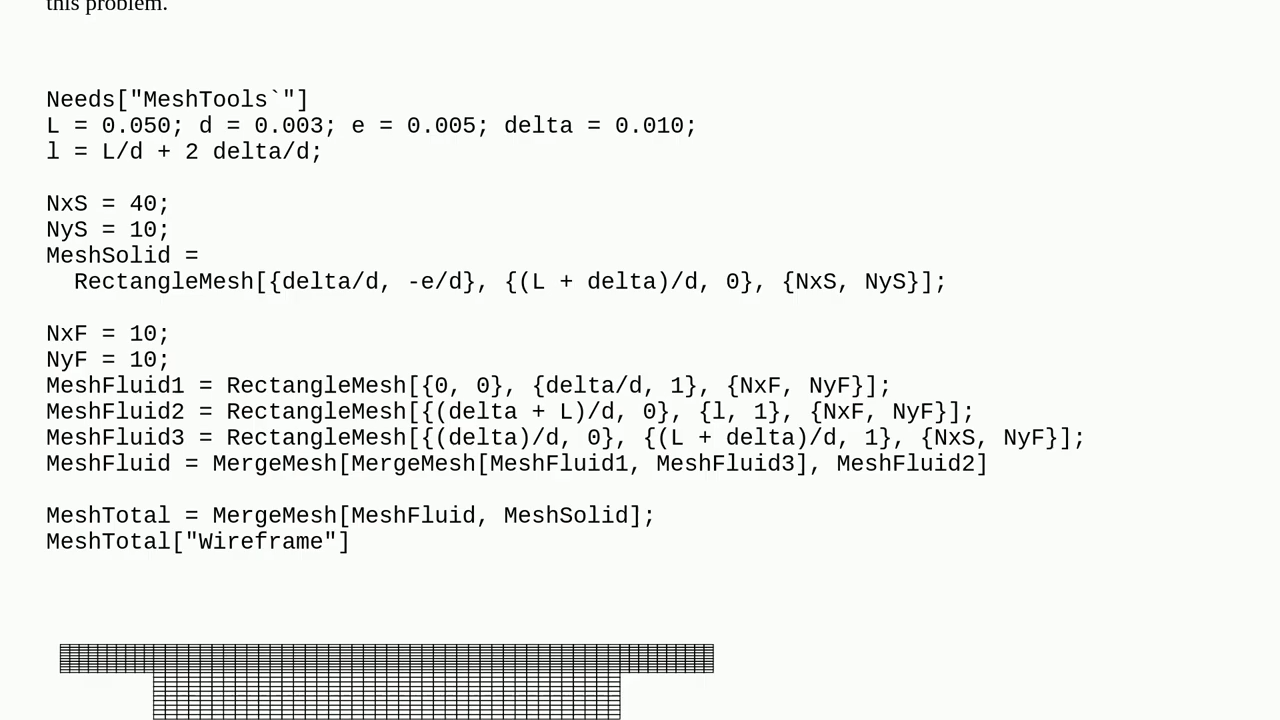 this problem.
Needs["MeshTools`"]
L = 0.050; d = 0.003; e = 0.005; delta = 0.010;
l = L/d + 2 delta/d;
NxS = 40;
NyS = 10;
MeshSolid =
RectangleMesh[{delta/d, -e/d}, {(L + delta)/d, 0}, {NxS, NyS}];
NxF = 10;
NyF = 10;
MeshFluid1 = RectangleMesh[{0, 0}, {delta/d, 1}, {NxF, NyF}];
MeshFluid2 = RectangleMesh[{(delta + L)/d, 0}, {l, 1}, {NxF, NyF}];
MeshFluid3 = RectangleMesh[{(delta)/d, 0}, {(L + delta)/d, 1}, {NxS, NyF}];
MeshFluid = MergeMesh[MergeMesh[MeshFluid1, MeshFluid3], MeshFluid2]
MeshTotal = MergeMesh[MeshFluid, MeshSolid];
MeshTotal["Wireframe"]